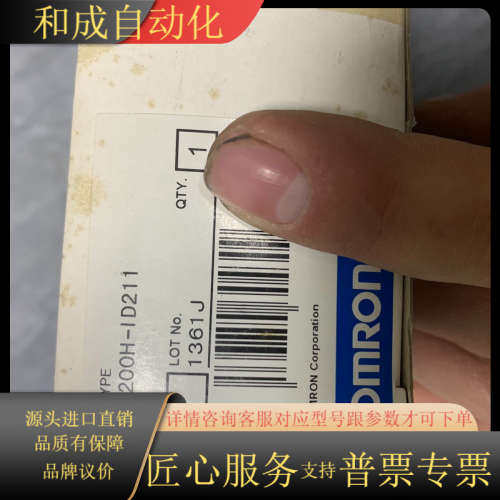 和成自动化
QTY. 1
TYPE
200H-ID211
LOT No.
1361J
OMRON
MRON Corporation
源头进口直销
品质有保障
品牌议价
详情咨询客服对应型号跟参数才可下单
匠心服务支持普票专票